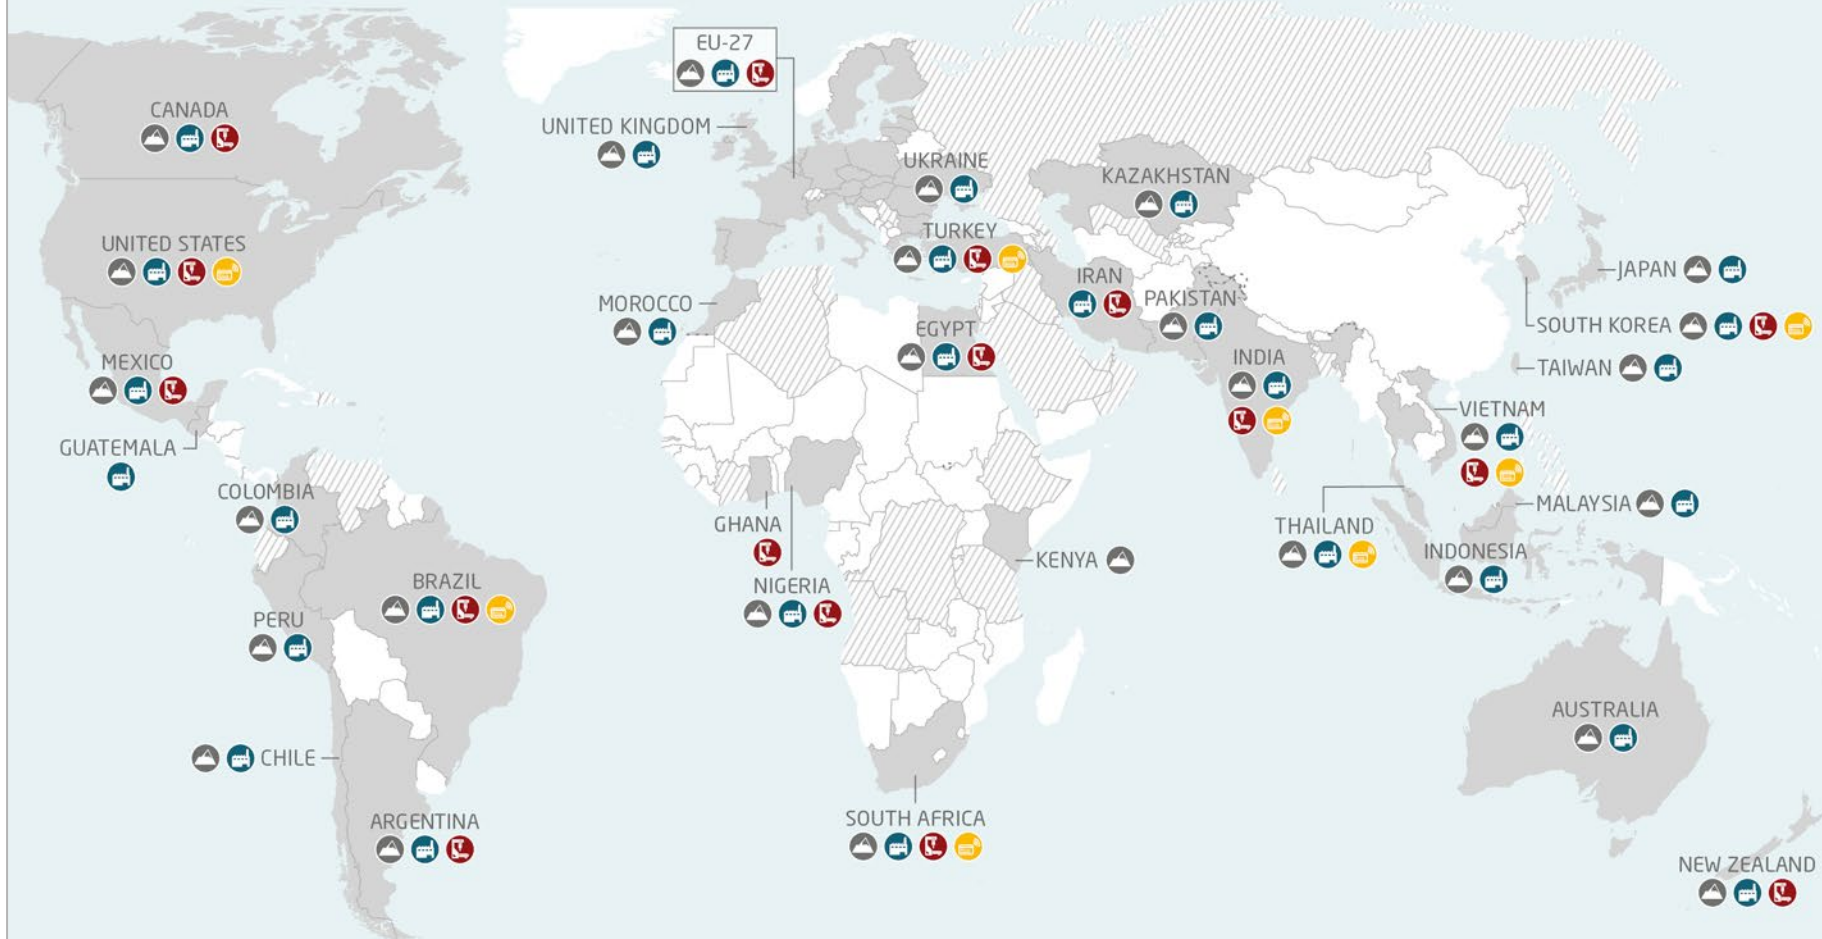 EU-27
CANADA
UNITED KINGDOM
UKRAINE
KAZAKHSTAN
UNITED STATES
TURKEY
IRAN
JAPAN
MOROCCO
PAKISTAN
EGYPT
SOUTH KOREA
MEXICO
INDIA
TAIWAN
VIETNAM
GUATEMALA
COLOMBIA
MALAYSIA
GHANA
THAILAND
INDONESIA
KENYA
BRAZIL
NIGERIA
PERU
AUSTRALIA
CHILE
ARGENTINA
SOUTH AFRICA
NEW ZEALAND